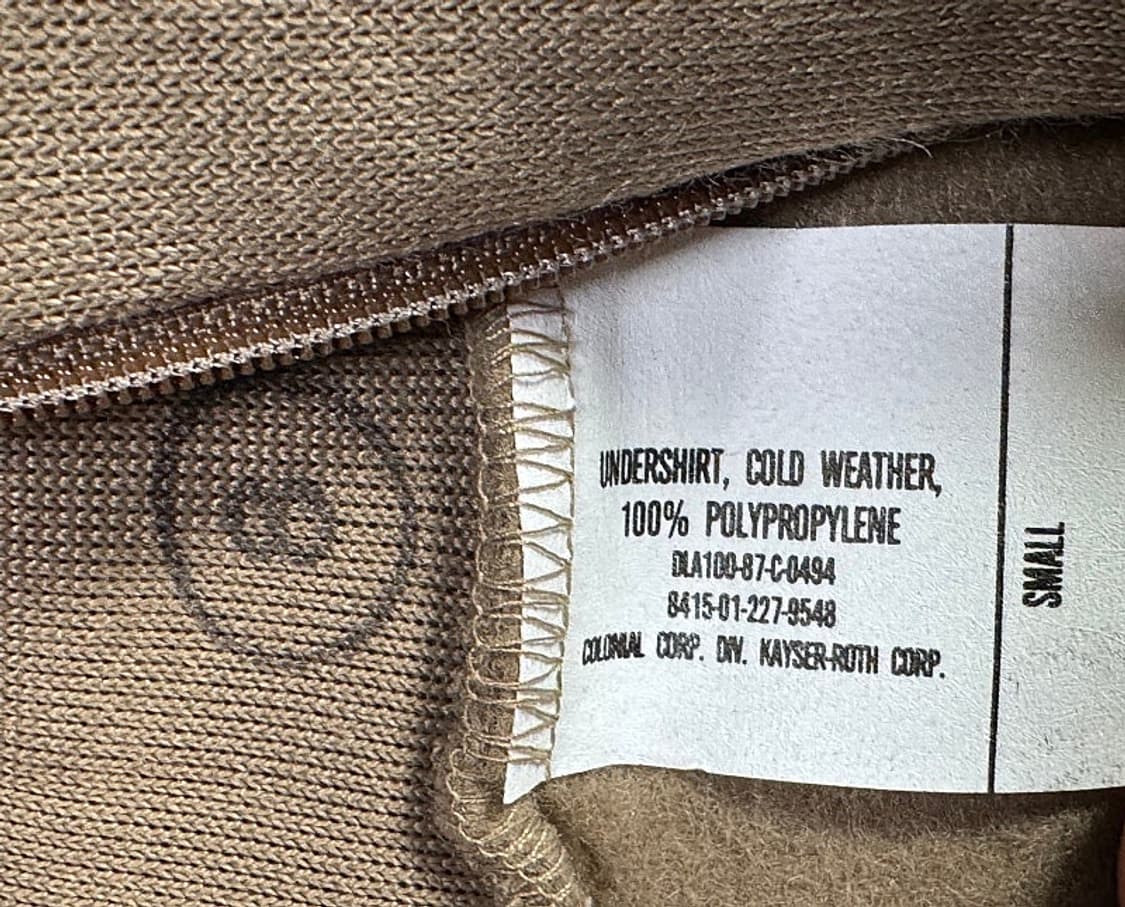 UNDERSHIRT, COLD WEATHER,
100% POLYPROPYLENE
DLA100-87-C-0494
8415-01-227-9548
COLONIAL CORP. DIV. KAYSER-ROTH CORP.
SMALL